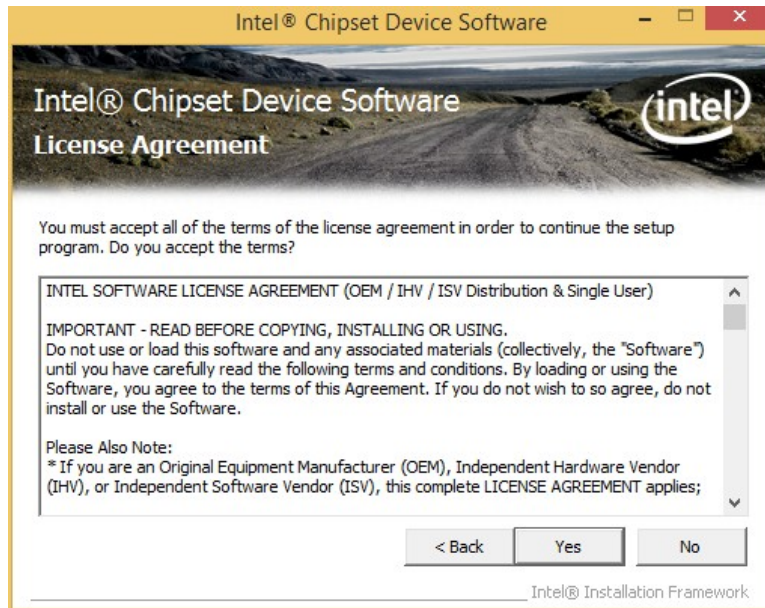 Intel® Chipset Device Software
Intel® Chipset Device Software
intel
License Agreement
You must accept all of the terms of the license agreement in order to continue the setup
program. Do you accept the terms?
INTEL SOFTWARE LICENSE AGREEMENT (OEM / IHV / ISV Distribution & Single User)
IMPORTANT - READ BEFORE COPYING, INSTALLING OR USING.
Do not use or load this software and any associated materials (collectively, the "Software")
until you have carefully read the following terms and conditions. By loading or using the
Software, you agree to the terms of this Agreement. If you do not wish to so agree, do not
install or use the Software.
Please Also Note:
* If you are an Original Equipment Manufacturer (OEM), Independent Hardware Vendor
(IHV), or Independent Software Vendor (ISV), this complete LICENSE AGREEMENT applies;
< Back Yes No
Intel® Installation Framework